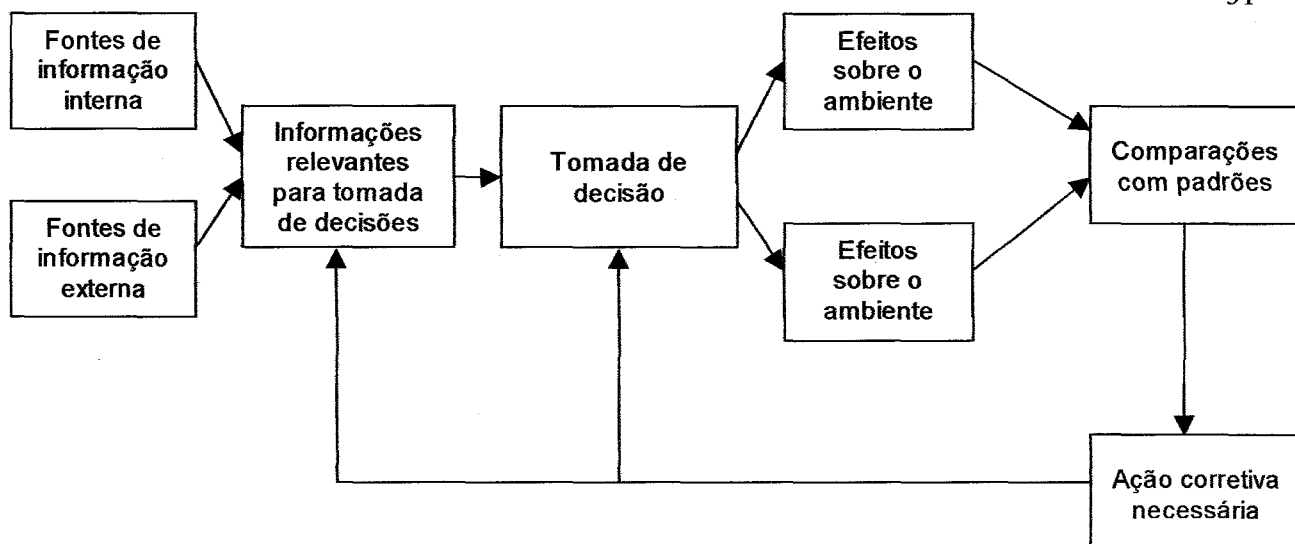 Fontes de
informação
interna
Fontes de
informação
externa
Informações
relevantes
para tomada
de decisões
Tomada de
decisão
Efeitos
sobre o
ambiente
Efeitos
sobre o
ambiente
Comparações
com padrões
Ação corretiva
necessária